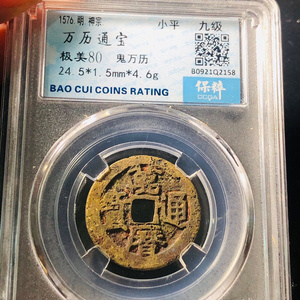 1576.明 神宗 小平 九级
万历通宝
极美80 鬼万历
24.5*1.5mm*4.6g
B0921Q2158
BAO CUI COINS RATING
保粹
萬曆通寶